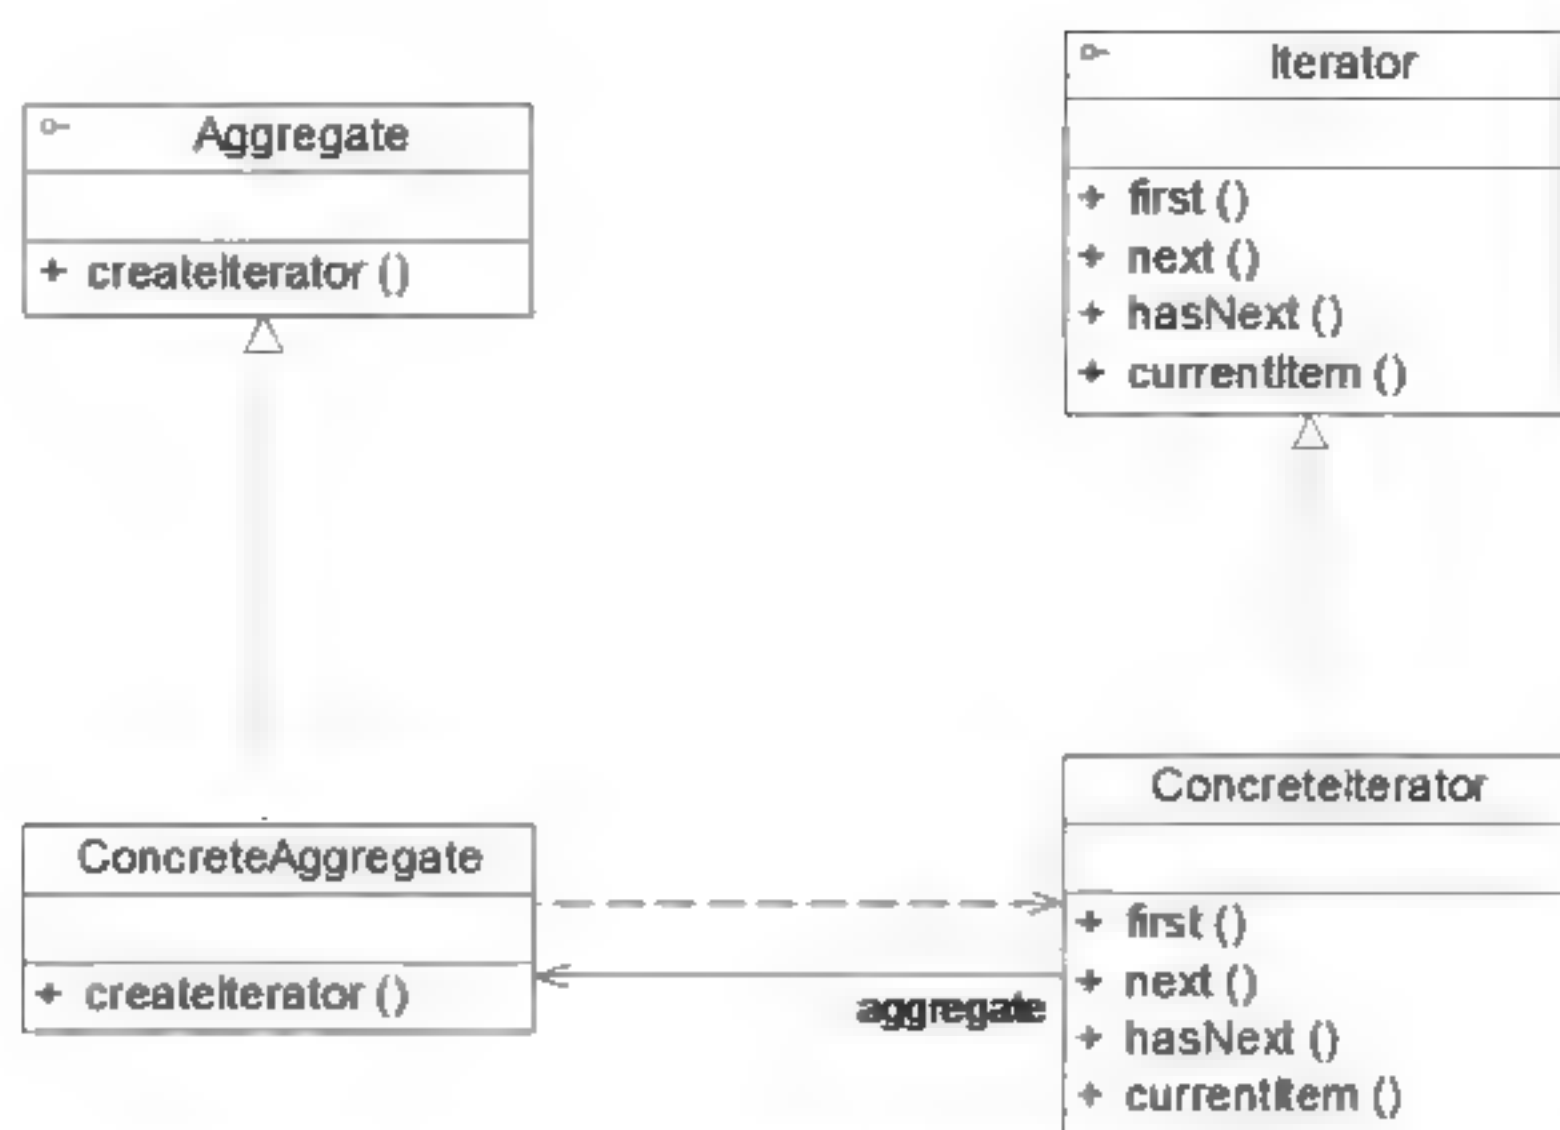 Aggregate
+ createIterator ()
Iterator
+ first ()
+ next ()
+ hasNext ()
+ currentItem ()
ConcreteAggregate
+ createIterator ()
aggregate
ConcreteIterator
+ first ()
+ next ()
+ hasNext ()
+ currentItem ()